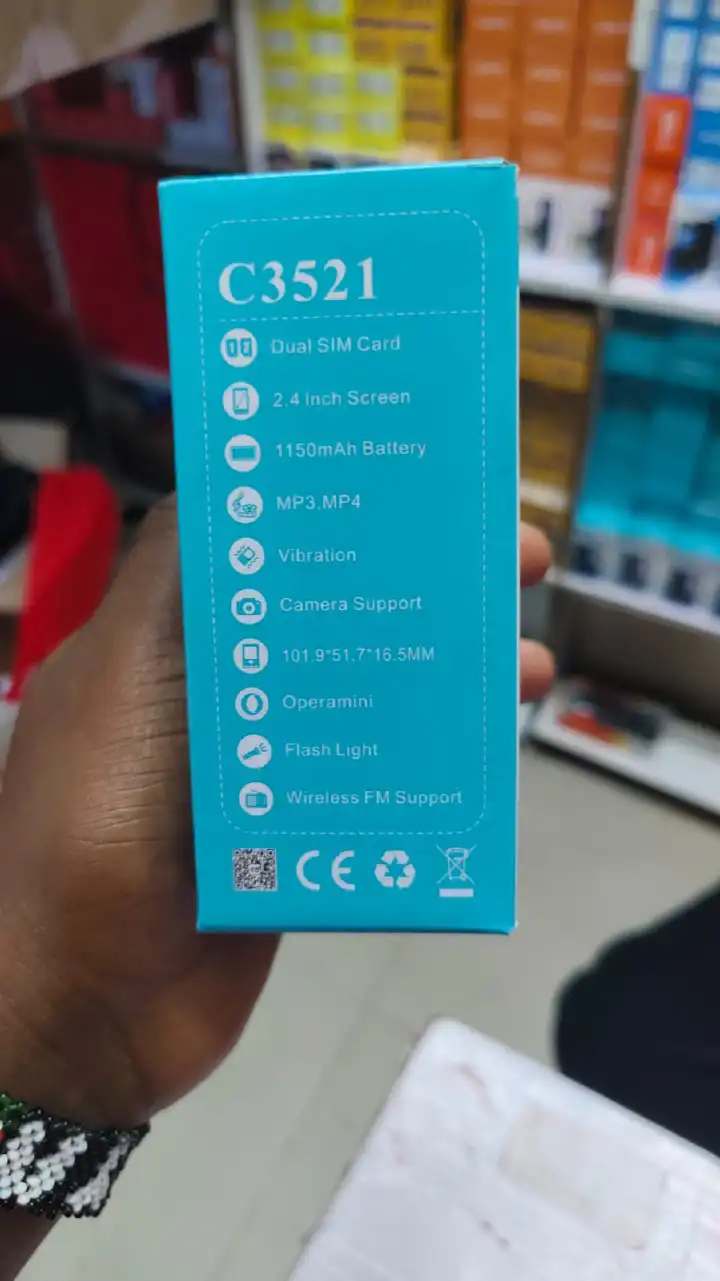 C3521
Dual SIM Card
2.4 Inch Screen
1150mAh Battery
MP3.MP4
Vibration
Camera Support
101.9*51.7*16.5MM
Operamini
Flash Light
Wireless FM Support
CE